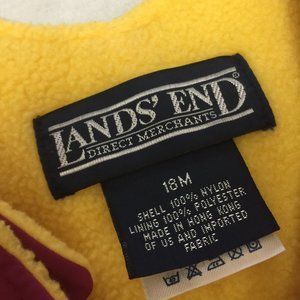 LANDS' END®
DIRECT MERCHANTS
18M
SHELL 100% NYLON
LINING 100% POLYESTER
MADE IN HONG KONG
OF US AND IMPORTED
FABRIC